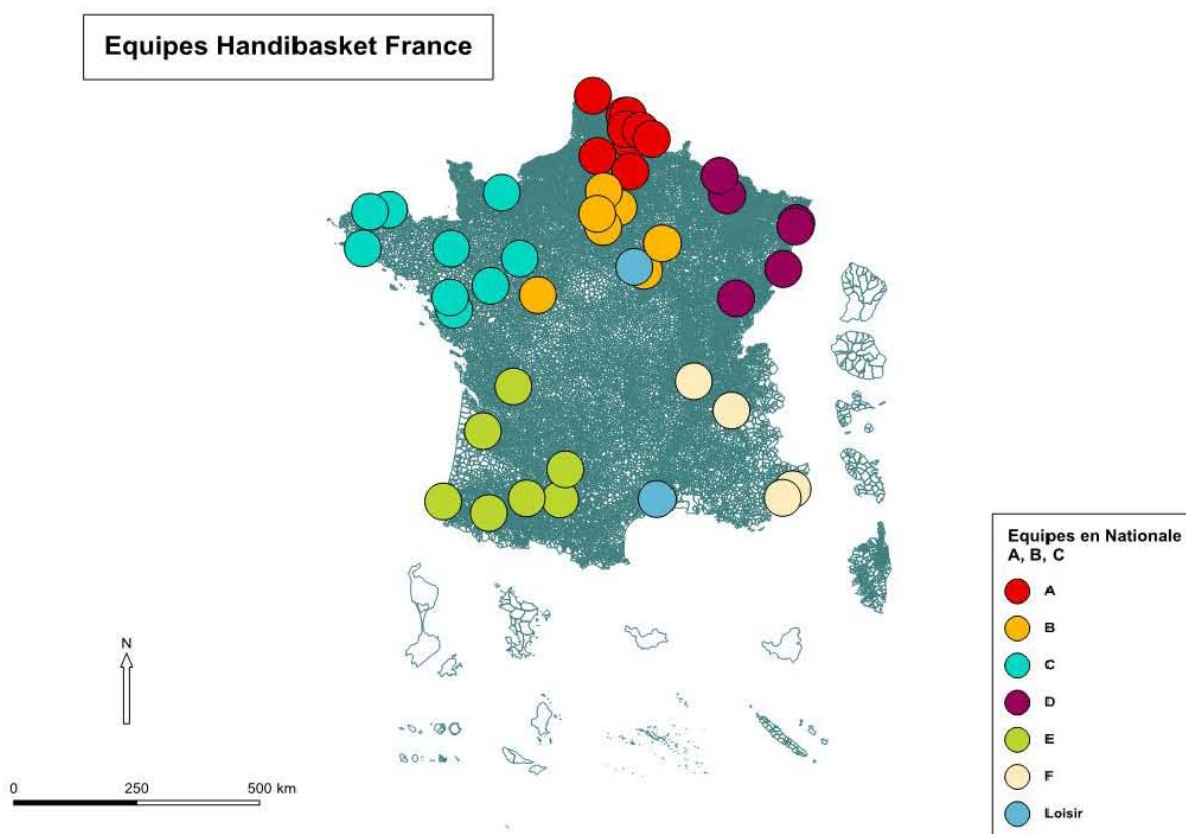 Equipes Handibasket France
Equipes en Nationale
A, B, C
A
B
C
D
E
F
Loisir
N
0 250 500 km